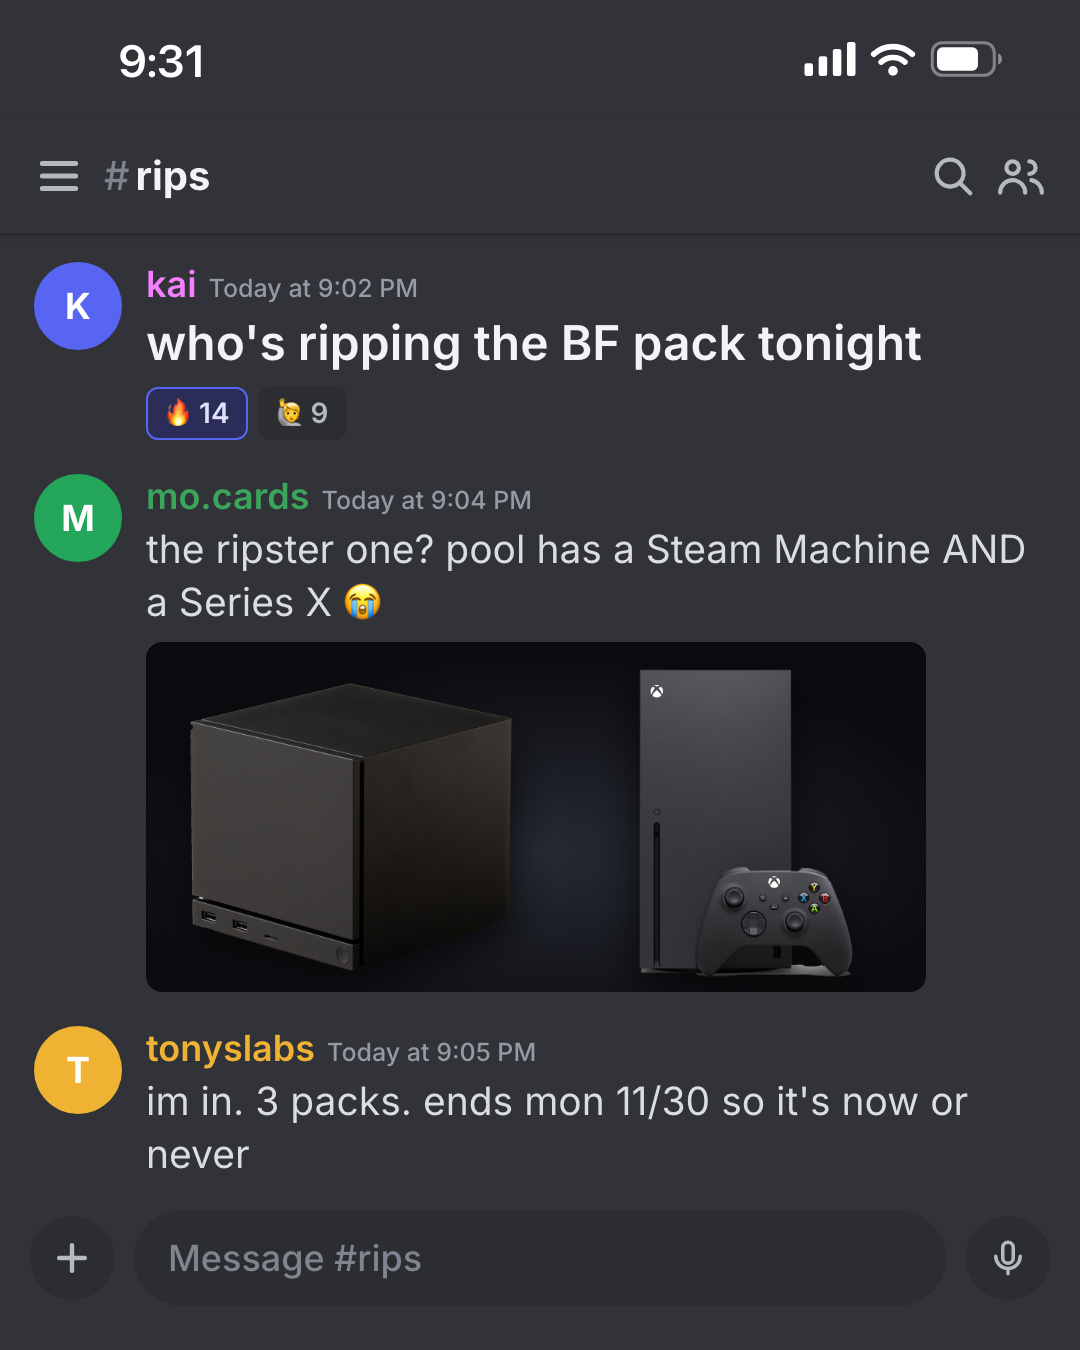 9:31
# rips
K
kai Today at 9:02 PM
who's ripping the BF pack tonight
🔥 14 🙋 9
M
mo.cards Today at 9:04 PM
the ripster one? pool has a Steam Machine AND
a Series X 😭
Y
X B
A
T
tonyslabs Today at 9:05 PM
im in. 3 packs. ends mon 11/30 so it's now or
never
Message #rips